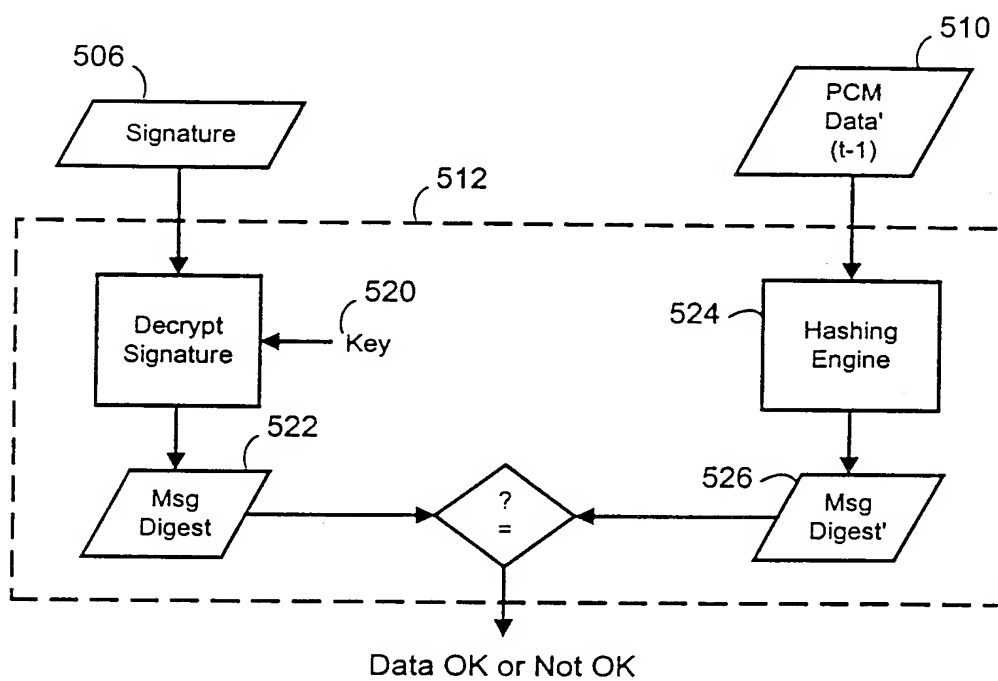 506
510
Signature
PCM
Data'
(t-1)
512
Decrypt
Signature
520
Key
524
Hashing
Engine
522
526
Msg
Digest
?
=
Msg
Digest'
Data OK or Not OK